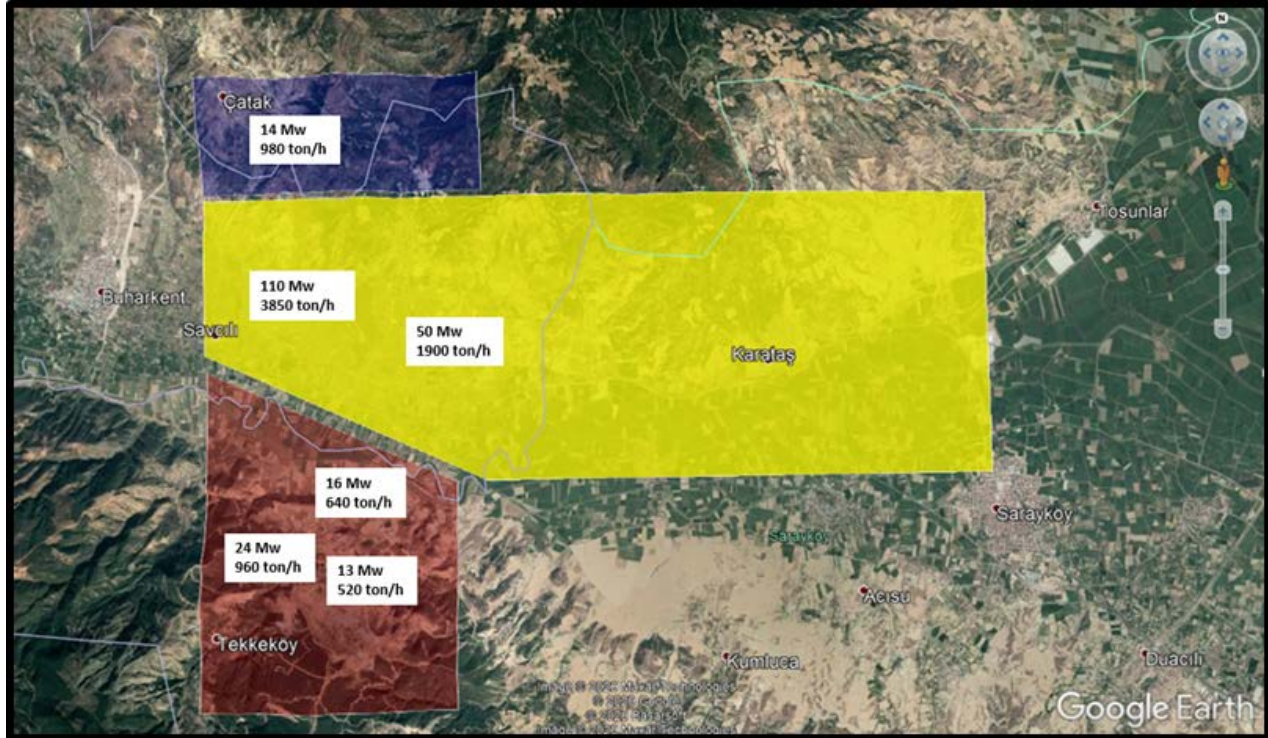 N
Çatak
14 Mw
980 ton/h
Tosunlar
110 Mw
3850 ton/h
Buharkent
Savcılı
50 Mw
1900 ton/h
Karataş
16 Mw
640 ton/h
Sarayköy
Sarayköy
24 Mw
960 ton/h
13 Mw
520 ton/h
Acısu
Tekkeköy
Kumluca
Duacılı
Google Earth